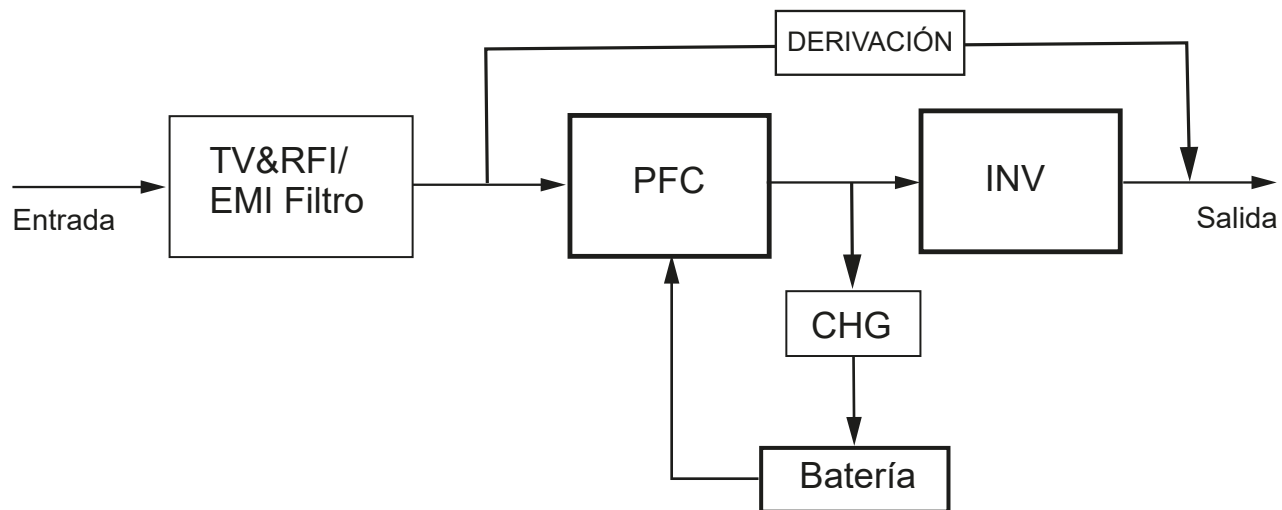 DERIVACIÓN
TV&RFI/
EMI Filtro
PFC
INV
Entrada
Salida
CHG
Batería